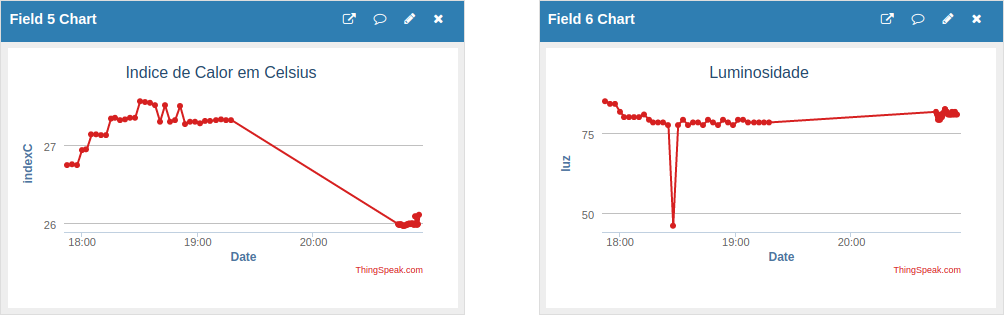 Field 5 Chart
Indice de Calor em Celsius
indexC
27
26
18:00 19:00 20:00
Date
ThingSpeak.com
Field 6 Chart
Luminosidade
luz
75
50
18:00 19:00 20:00
Date
ThingSpeak.com